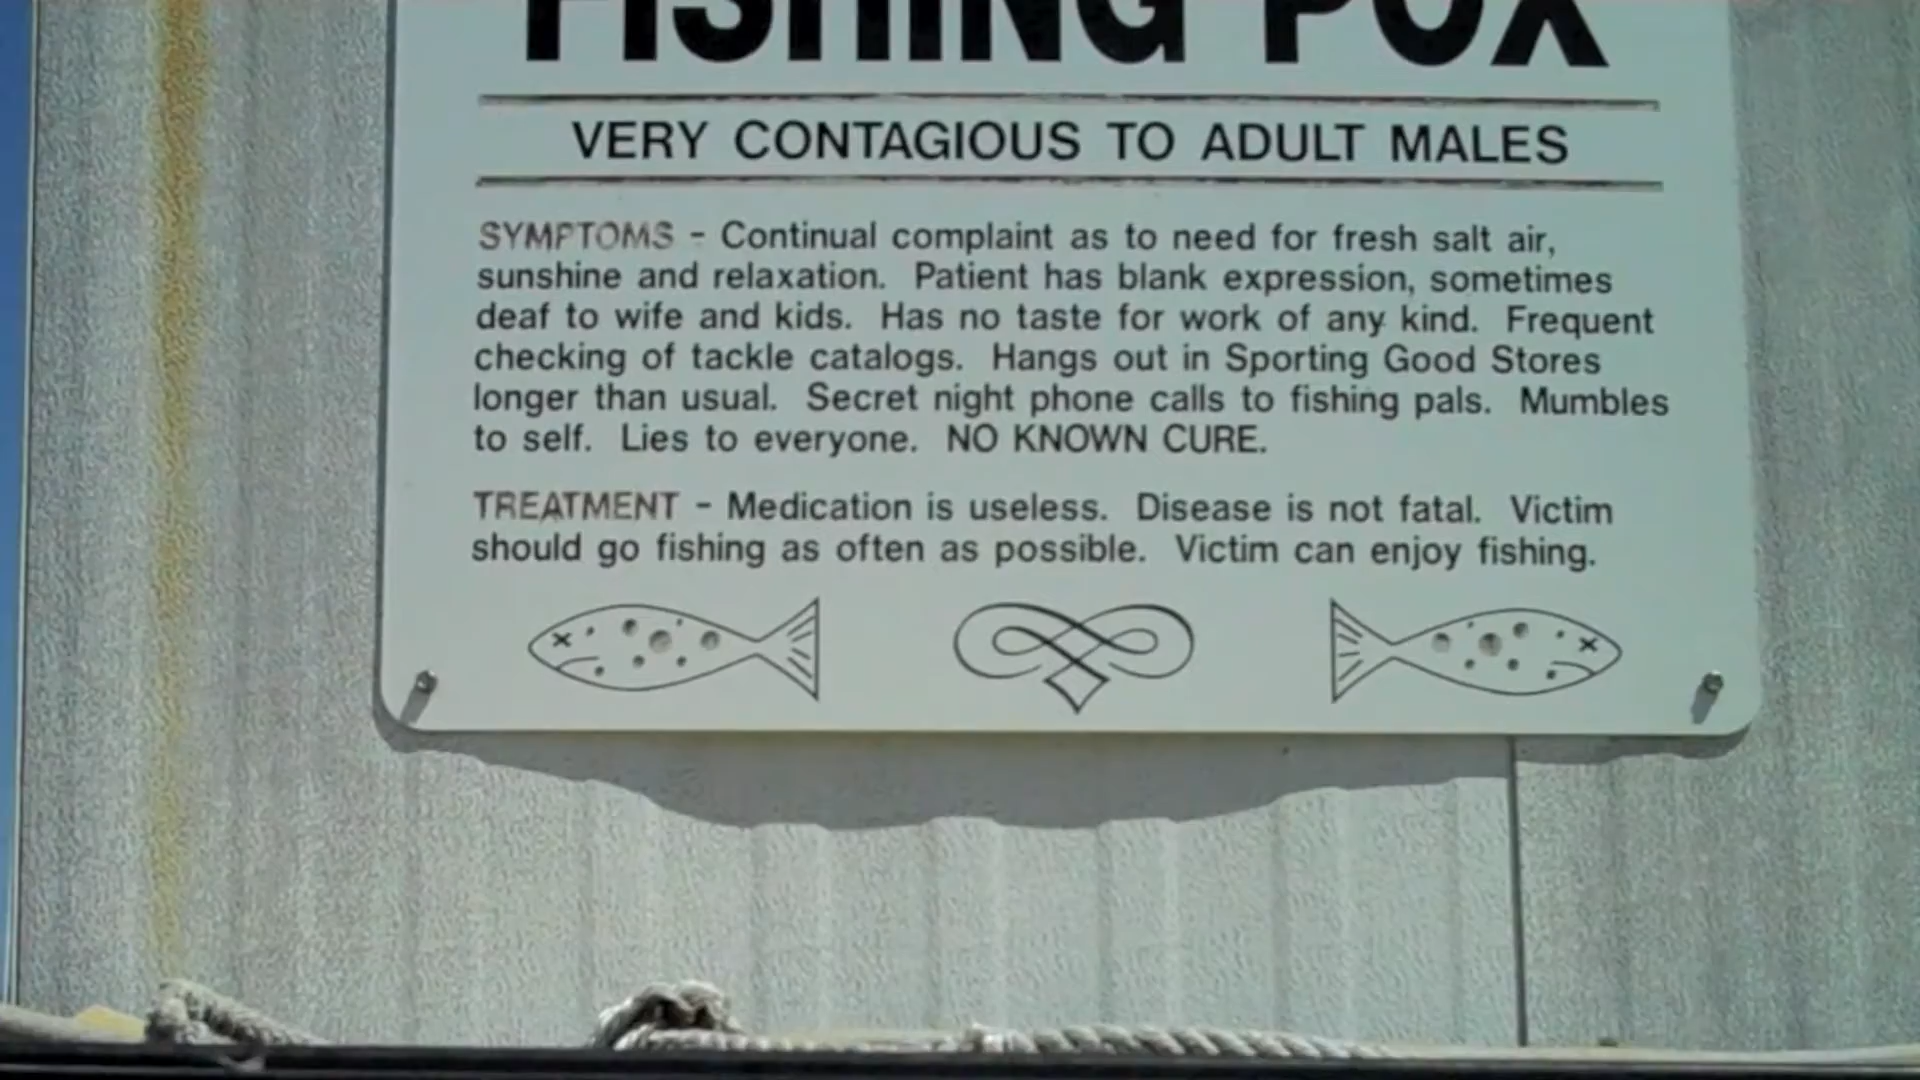 FISHING POX
VERY CONTAGIOUS TO ADULT MALES
SYMPTOMS - Continual complaint as to need for fresh salt air,
sunshine and relaxation. Patient has blank expression, sometimes
deaf to wife and kids. Has no taste for work of any kind. Frequent
checking of tackle catalogs. Hangs out in Sporting Good Stores
longer than usual. Secret night phone calls to fishing pals. Mumbles
to self. Lies to everyone. NO KNOWN CURE.
TREATMENT - Medication is useless. Disease is not fatal. Victim
should go fishing as often as possible. Victim can enjoy fishing.